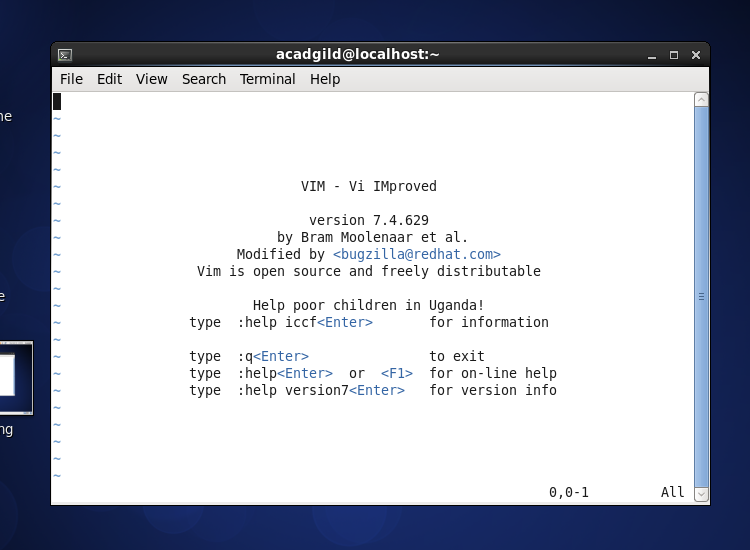 acadgild@localhost:~
File Edit View Search Terminal Help
~
~
~
~
~ VIM - Vi IMproved
~
~ version 7.4.629
~ by Bram Moolenaar et al.
~ Modified by <bugzilla@redhat.com>
~ Vim is open source and freely distributable
~
~ Help poor children in Uganda!
~ type :help iccf<Enter> for information
~
~ type :q<Enter> to exit
~ type :help<Enter> or <F1> for on-line help
~ type :help version7<Enter> for version info
~
~
~
~
~
0,0-1 All